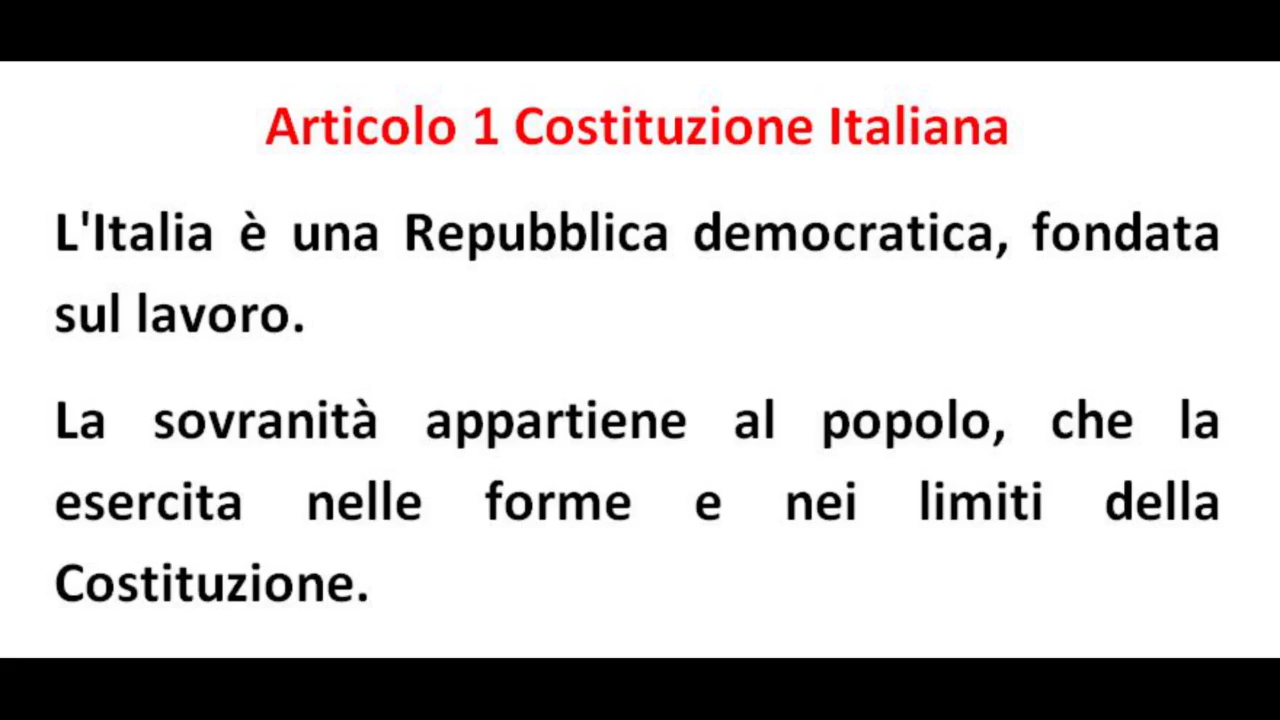 Articolo 1 Costituzione Italiana
L'Italia è una Repubblica democratica, fondata
sul lavoro.
La sovranità appartiene al popolo, che la
esercita nelle forme e nei limiti della
Costituzione.